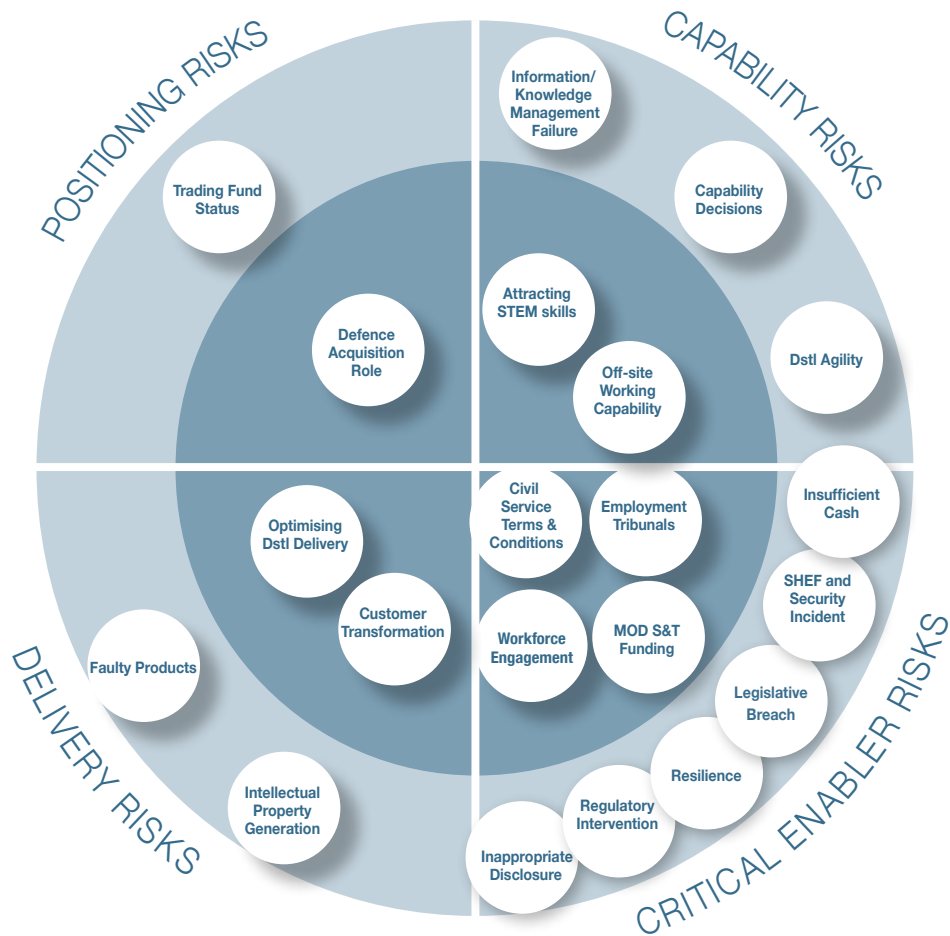 POSITIONING RISKS
CAPABILITY RISKS
Information/
Knowledge
Management
Failure
Trading Fund
Status
Capability
Decisions
Attracting
STEM skills
Defence
Acquisition
Role
Off-site
Working
Capability
Dstl Agility
Optimising
Dstl Delivery
Customer
Transformation
Faulty Products
Intellectual
Property
Generation
DELIVERY RISKS
Civil
Service
Terms &
Conditions
Employment
Tribunals
Insufficient
Cash
SHEF and
Security
Incident
Workforce
Engagement
MOD S&T
Funding
Legislative
Breach
Resilience
Regulatory
Intervention
Inappropriate
Disclosure
CRITICAL ENABLER RISKS